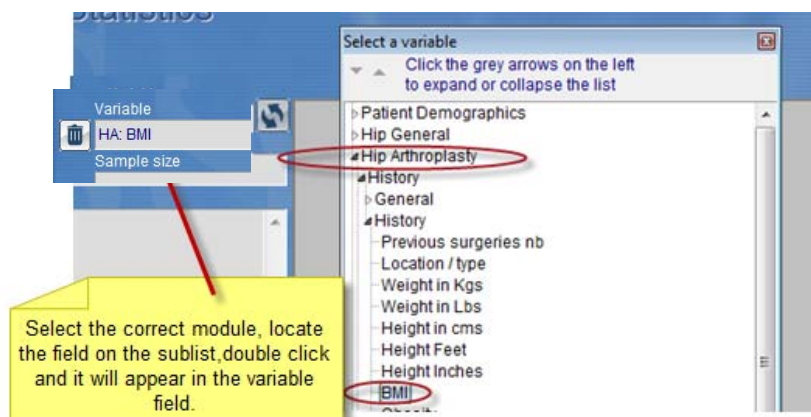 Statistics
Select a variable
Click the grey arrows on the left
to expand or collapse the list
Variable
HA: BMI
Sample size
Patient Demographics
Hip General
Hip Arthroplasty
History
General
History
Previous surgeries nb
Location / type
Weight in Kgs
Weight in Lbs
Height in cms
Height Feet
Height Inches
BMI
Obesity
Select the correct module, locate
the field on the sublist,double click
and it will appear in the variable
field.